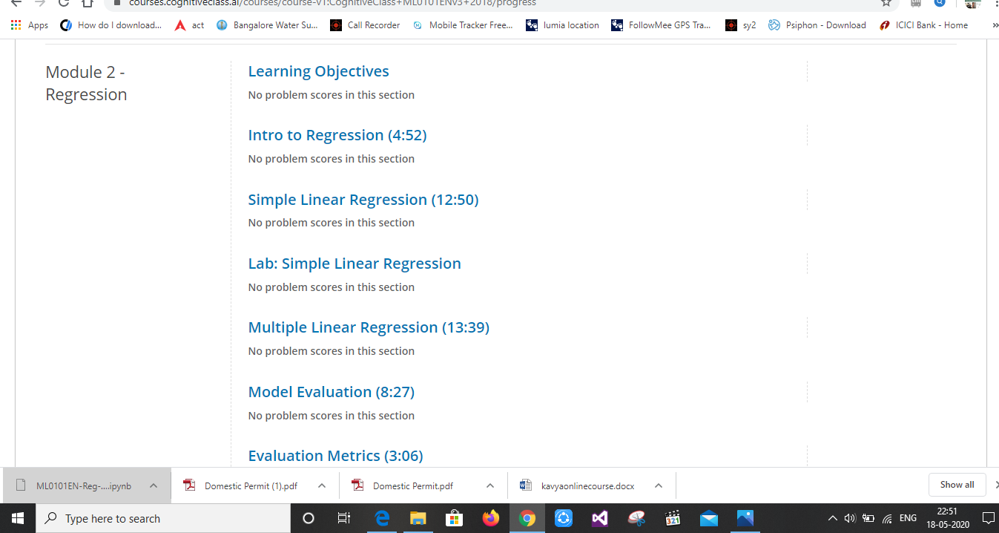 courses.cognitiveclass.ai/courses/course-v1:CognitiveClass+ML0101ENv3+2018/progress
Apps How do I download... act Bangalore Water Su... Call Recorder Mobile Tracker Free... lumia location FollowMee GPS Tra... sy2 Psiphon - Download ICICI Bank - Home »
Module 2 -
Regression
Learning Objectives
No problem scores in this section
Intro to Regression (4:52)
No problem scores in this section
Simple Linear Regression (12:50)
No problem scores in this section
Lab: Simple Linear Regression
No problem scores in this section
Multiple Linear Regression (13:39)
No problem scores in this section
Model Evaluation (8:27)
No problem scores in this section
Evaluation Metrics (3:06)
ML0101EN-Reg-....ipynb Domestic Permit (1).pdf Domestic Permit.pdf kavyaonlinecourse.docx Show all
Type here to search 321 ENG 22:51
18-05-2020